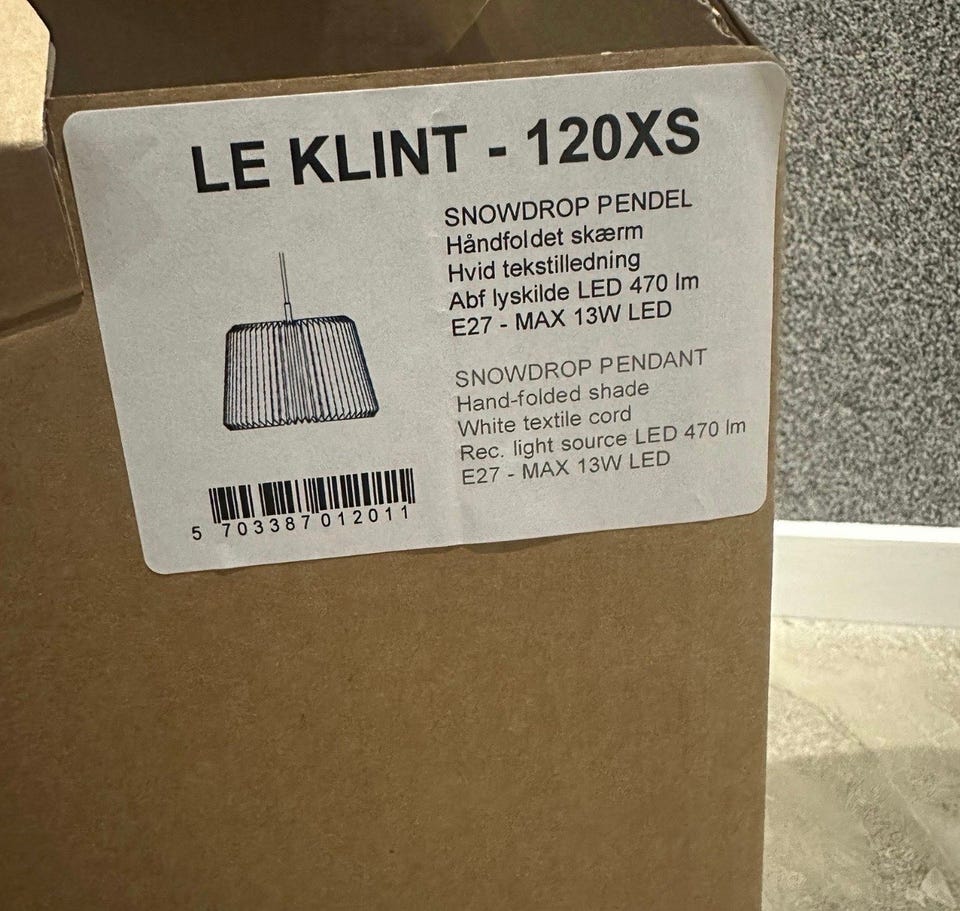 LE KLINT - 120XS
SNOWDROP PENDEL
Håndfoldet skærm
Hvid tekstilledning
Abf lyskilde LED 470 lm
E27 - MAX 13W LED
SNOWDROP PENDANT
Hand-folded shade
White textile cord
Rec. light source LED 470 lm
E27 - MAX 13W LED
5 703387 012011